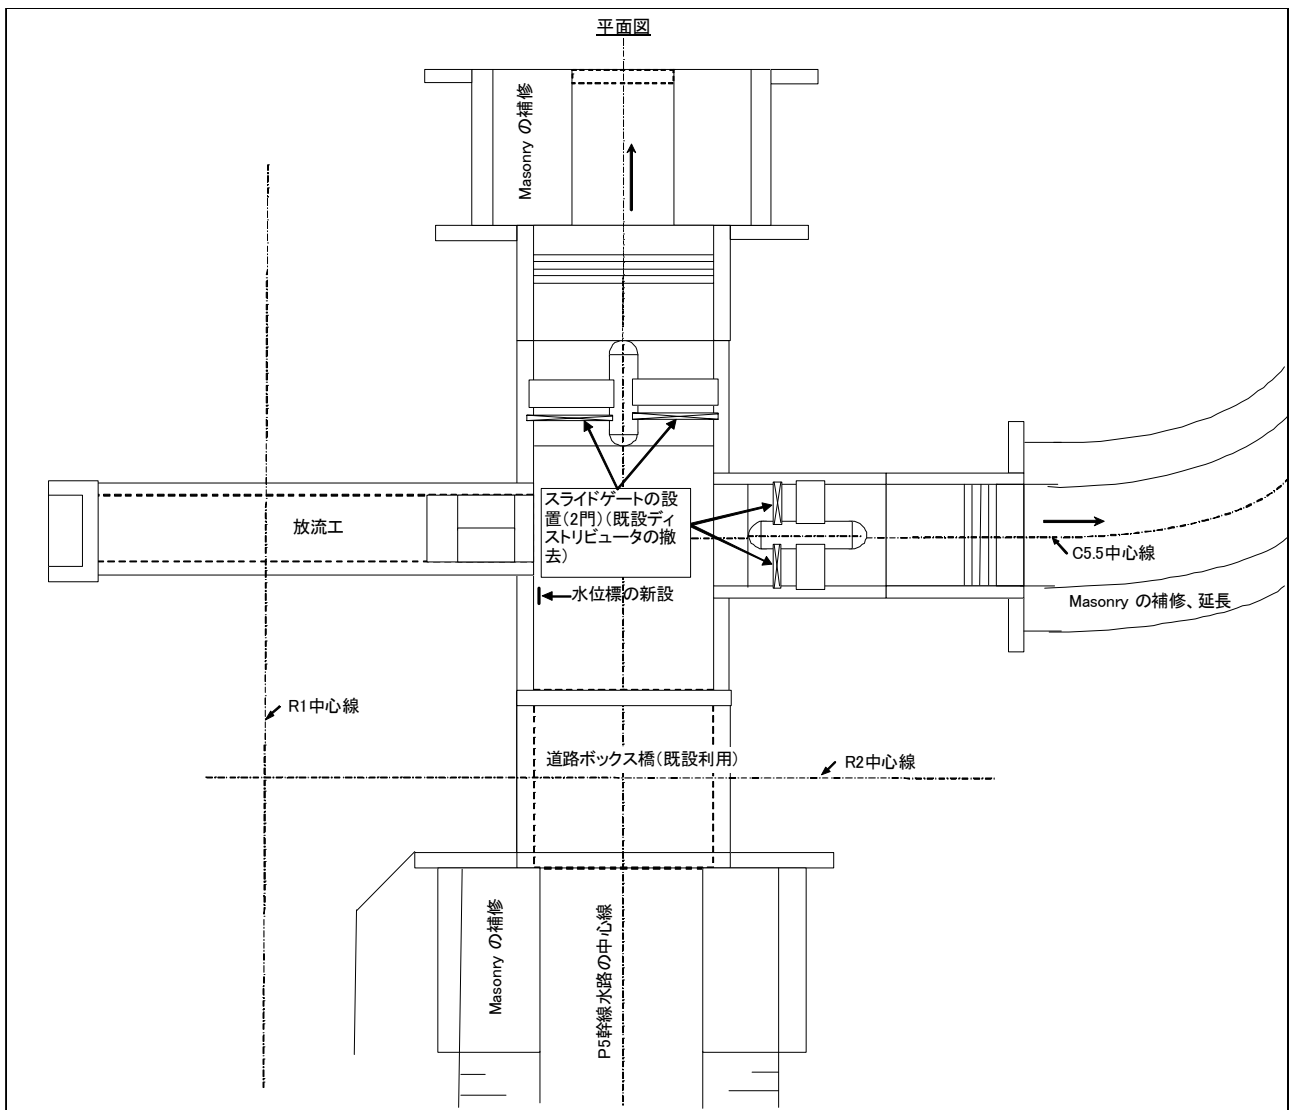 平面図
Masonry の補修
放流工
スライドゲートの設
置(2門)(既設ディ
ストリビュータの撤
去)
水位標の新設
C5.5中心線
Masonry の補修、延長
R1中心線
道路ボックス橋(既設利用)
R2中心線
Masonry の補修
P5幹線水路の中心線